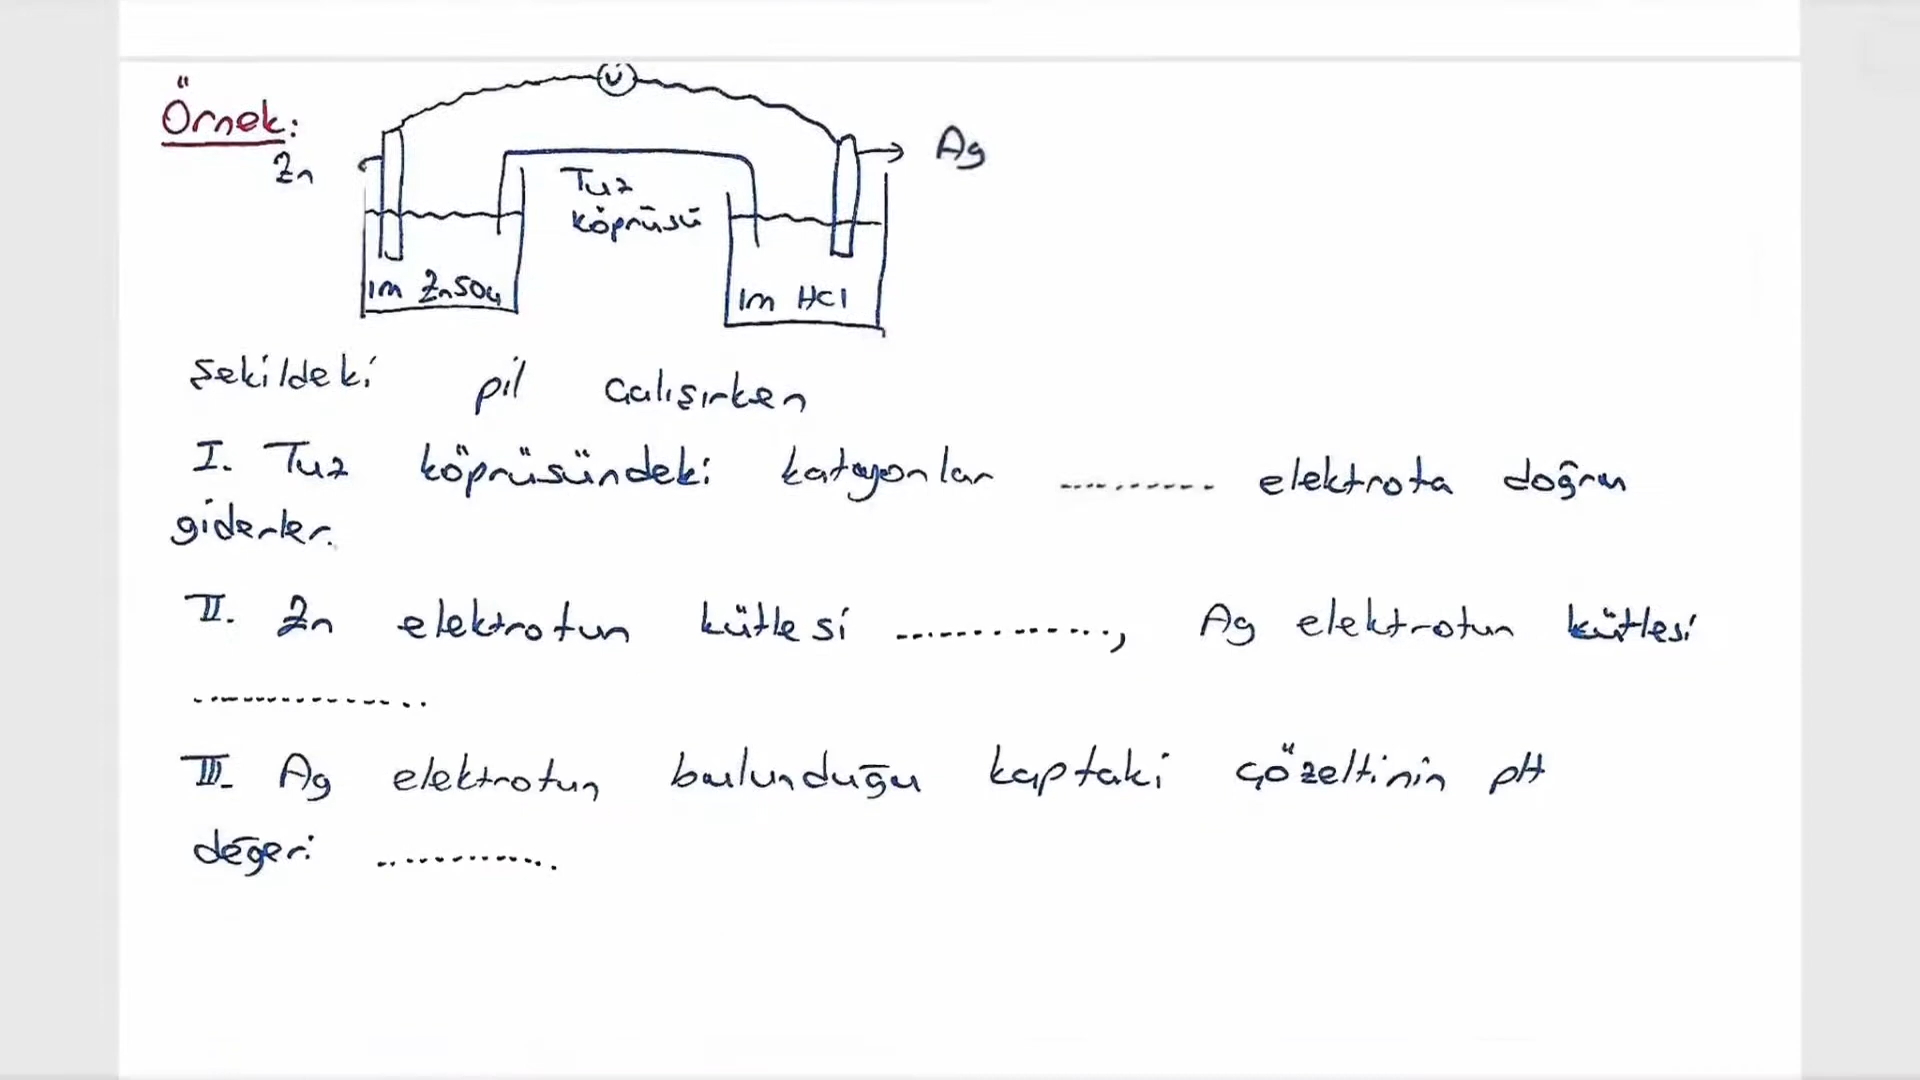 Örnek:
V
Zn
Ag
Tuz
köprüsü
1m ZnSO4
1m HCl
Şekildeki pil çalışırken
I. Tuz köprüsündeki katyonlar .......... elektrota doğru
giderler.
II. Zn elektrotun kütlesi .............., Ag elektrotun kütlesi
................
III. Ag elektrotun bulunduğu kaptaki çözeltinin pH
değeri ............